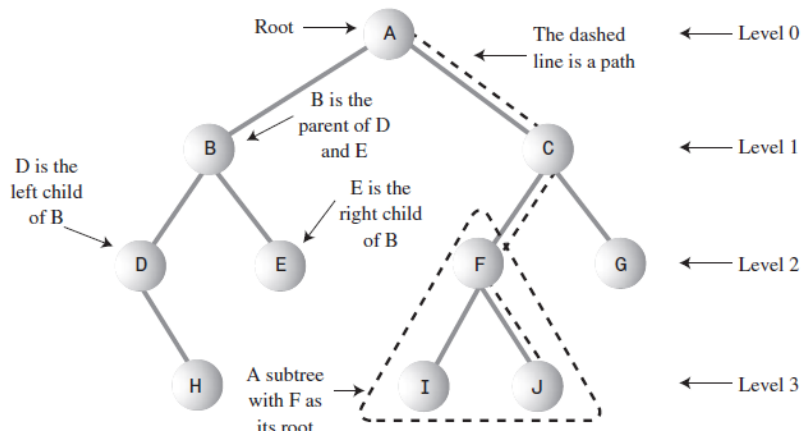 Root
A
The dashed
line is a path
Level 0
B is the
parent of D
and E
B
C
Level 1
D is the
left child
of B
E is the
right child
of B
D
E
F
G
Level 2
A subtree
with F as
its root
H
I
J
Level 3